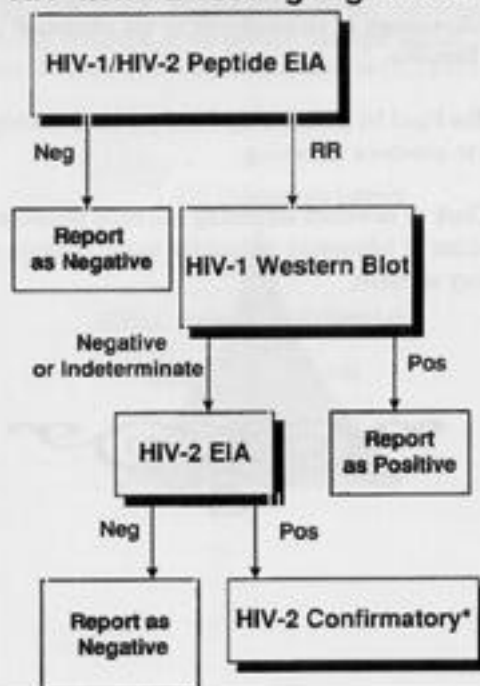 HIV-1/HIV-2 Peptide EIA
Neg
RR
Report
as Negative
HIV-1 Western Blot
Negative
or Indeterminate
Pos
HIV-2 EIA
Report
as Positive
Neg
Pos
Report as
Negative
HIV-2 Confirmatory*